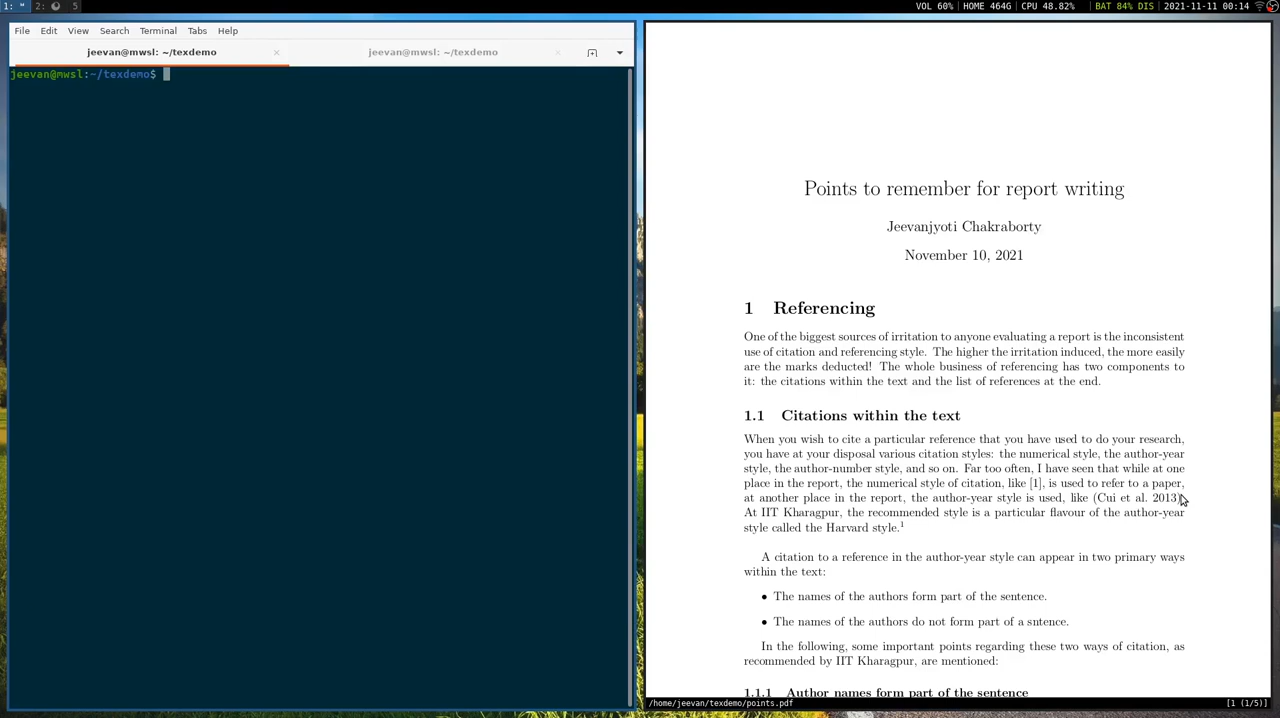 1: "
2:
5
VOL 60% HOME 464G CPU 48.82% BAT 84% DIS 2021-11-11 00:14
File Edit View Search Terminal Tabs Help
jeevan@mwsl: ~/texdemo
jeevan@mwsl: ~/texdemo
jeevan@mwsl:~/texdemo$
Points to remember for report writing
Jeevanjyoti Chakraborty
November 10, 2021
1 Referencing
One of the biggest sources of irritation to anyone evaluating a report is the inconsistent
use of citation and referencing style. The higher the irritation induced, the more easily
are the marks deducted! The whole business of referencing has two components to
it: the citations within the text and the list of references at the end.
1.1 Citations within the text
When you wish to cite a particular reference that you have used to do your research,
you have at your disposal various citation styles: the numerical style, the author-year
style, the author-number style, and so on. Far too often, I have seen that while at one
place in the report, the numerical style of citation, like [1], is used to refer to a paper,
at another place in the report, the author-year style is used, like (Cui et al. 2013)
At IIT Kharagpur, the recommended style is a particular flavour of the author-year
style called the Harvard style.¹
A citation to a reference in the author-year style can appear in two primary ways
within the text:
• The names of the authors form part of the sentence.
• The names of the authors do not form part of a sntence.
In the following, some important points regarding these two ways of citation, as
recommended by IIT Kharagpur, are mentioned:
1.1.1 Author names form part of the sentence
/home/jeevan/texdemo/points.pdf
[1 (1/5)]